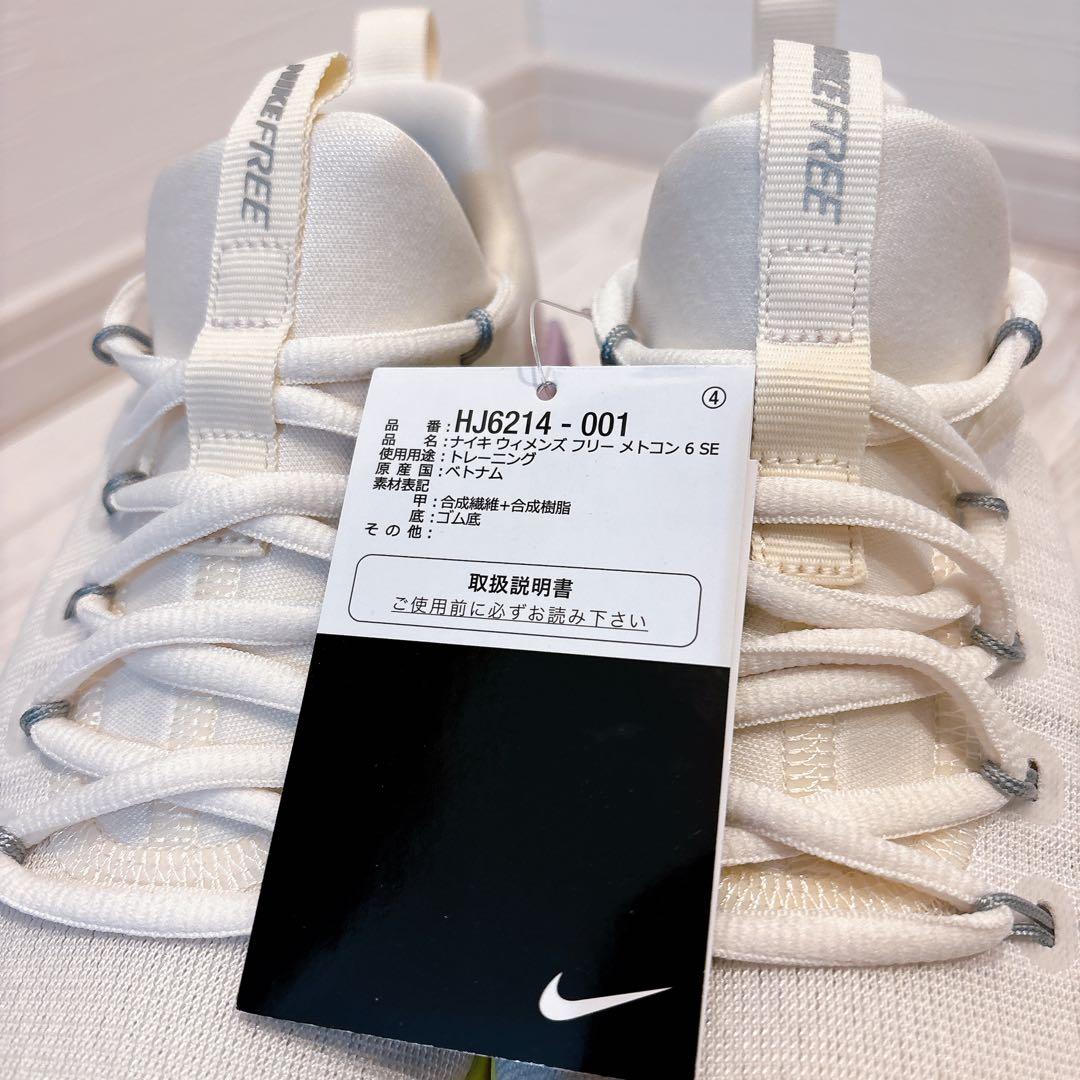 NIKE FREE
NIKE FREE
④
品 番 : HJ6214 - 001
品 名 : ナイキ ウィメンズ フリー メトコン 6 SE
使用用途 : トレーニング
原 産 国 : ベトナム
素材表記
甲 : 合成繊維+合成樹脂
底 : ゴム底
そ の 他 :
取扱説明書
ご使用前に必ずお読み下さい